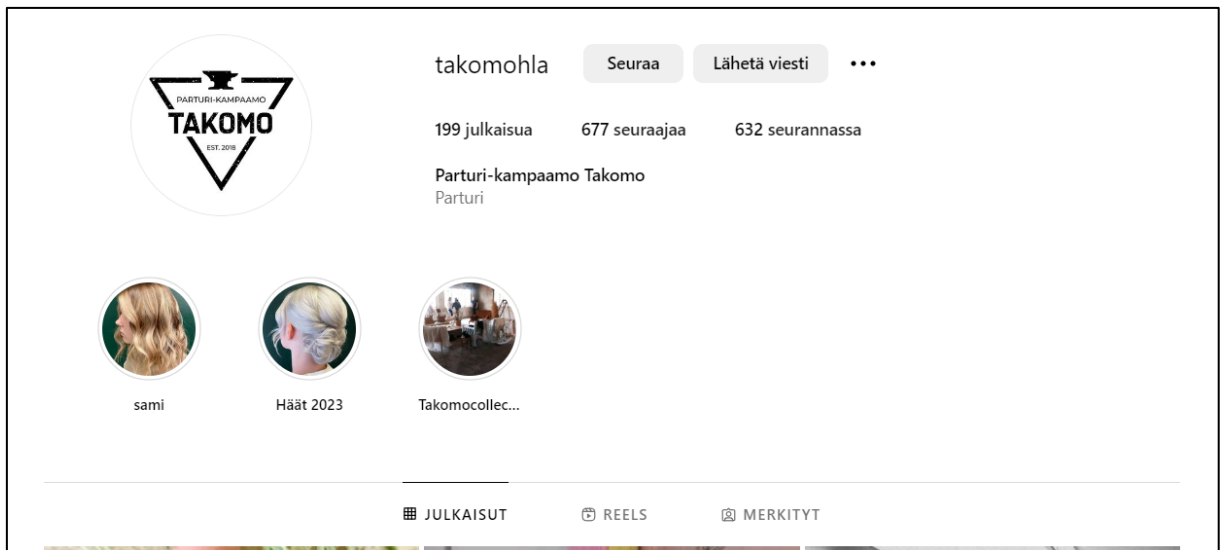 takomohla Seuraa Lähetä viesti
PARTURI-KAMPAAMO
TAKOMO
EST. 2018
199 julkaisua 677 seuraajaa 632 seurannassa
Parturi-kampaamo Takomo
Parturi
sami Häät 2023 Takomocollec...
JULKAISUT REELS MERKITYT